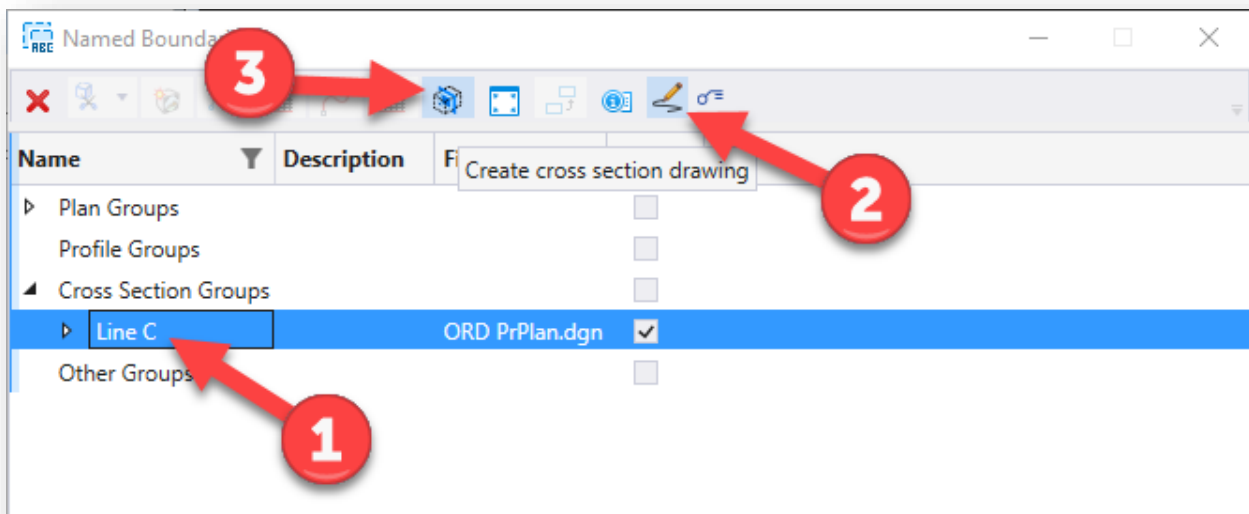 ABC Named Bounda
3
Name Description Fi
Create cross section drawing
2
Plan Groups
Profile Groups
Cross Section Groups
Line C ORD PrPlan.dgn
Other Groups
1